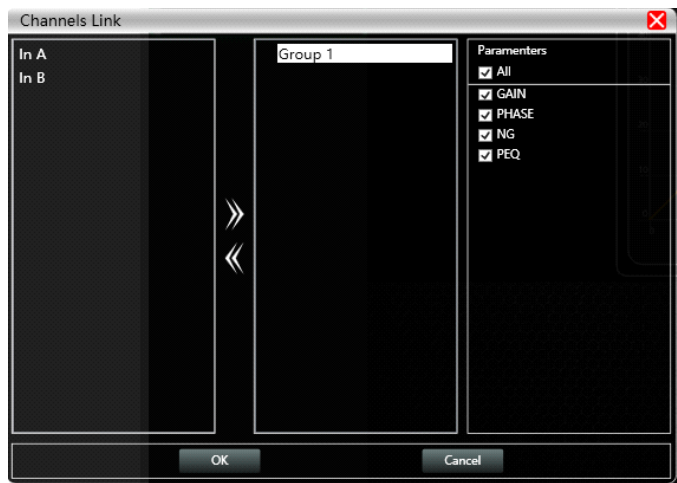 Channels Link
In A
In B
Group 1
Paramenters
All
GAIN
PHASE
NG
PEQ
OK
Cancel